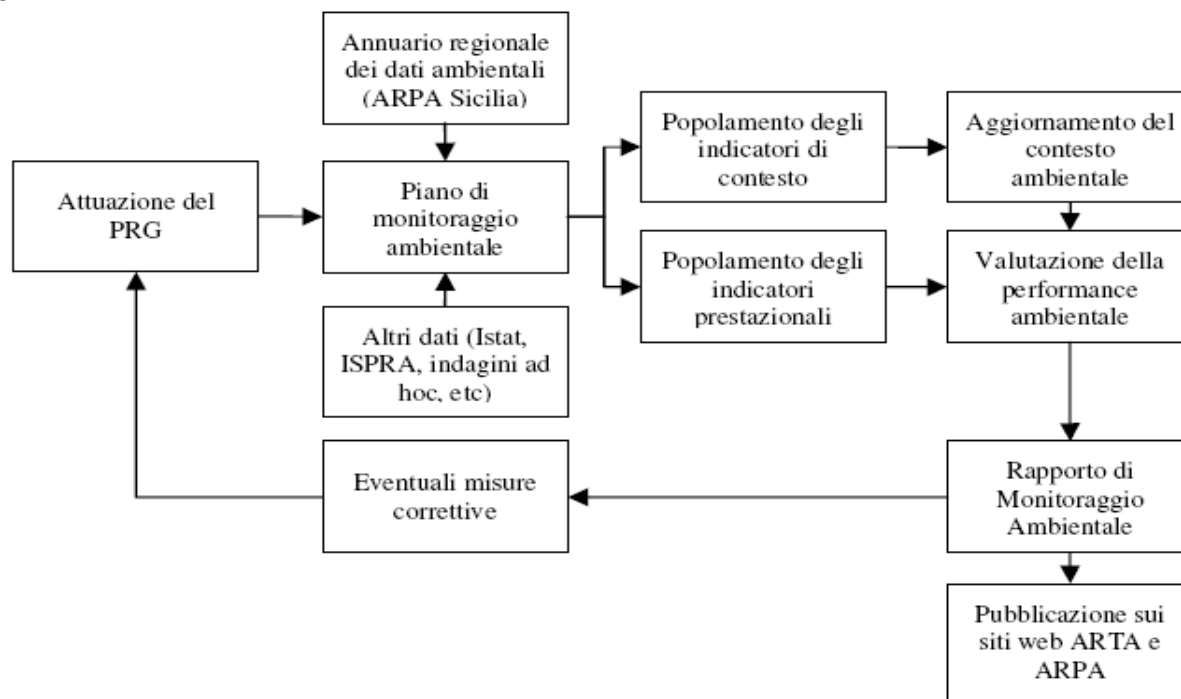 Annuario regionale
dei dati ambientali
(ARPA Sicilia)
Popolamento degli
indicatori di
contesto
Aggiornamento del
contesto
ambientale
Attuazione del
PRG
Piano di
monitoraggio
ambientale
Popolamento degli
indicatori
prestazionali
Valutazione della
performance
ambientale
Altri dati (Istat,
ISPRA, indagini ad
hoc, etc)
Eventuali misure
correttive
Rapporto di
Monitoraggio
Ambientale
Pubblicazione sui
siti web ARTA e
ARPA